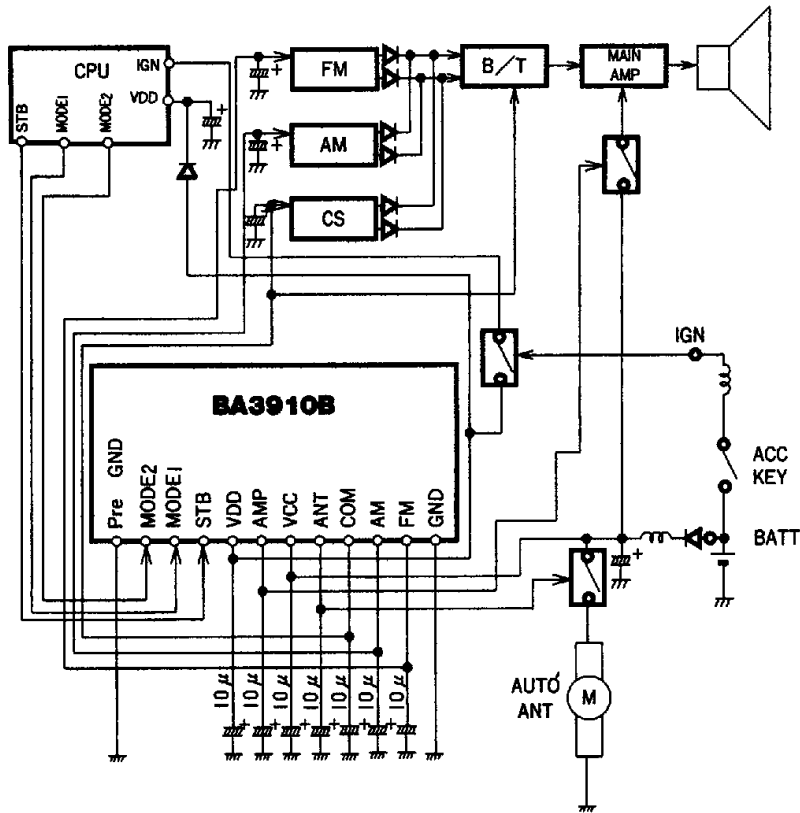 CPU
IGN
VDD
STB
MODE1
MODE2
FM
AM
CS
B/T
MAIN
AMP
IGN
ACC
KEY
BATT
BA3910B
Pre GND
MODE2
MODE1
STB
VDD
AMP
VCC
ANT
COM
AM
FM
GND
10μ
10μ
10μ
10μ
10μ
10μ
10μ
AUTO
ANT
M